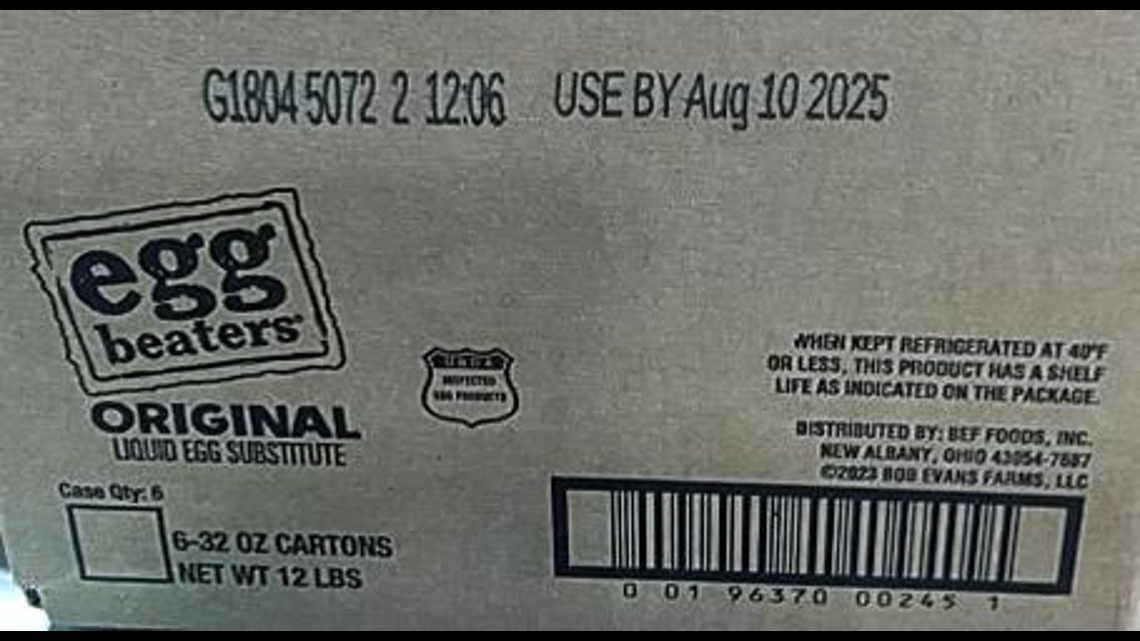 G1804 5072 2 12:06 USE BY Aug 10 2025
egg
beaters
ORIGINAL
LIQUID EGG SUBSTITUTE
INSPECTED
EGG PRODUCTS
WHEN KEPT REFRIGERATED AT 40°F
OR LESS, THIS PRODUCT HAS A SHELF
LIFE AS INDICATED ON THE PACKAGE.
DISTRIBUTED BY: BEF FOODS, INC.
NEW ALBANY, OHIO 43054-7687
©2023 BOB EVANS FARMS, LLC
Case Qty: 6
6-32 OZ CARTONS
NET WT 12 LBS
0 01 96370 00245 1